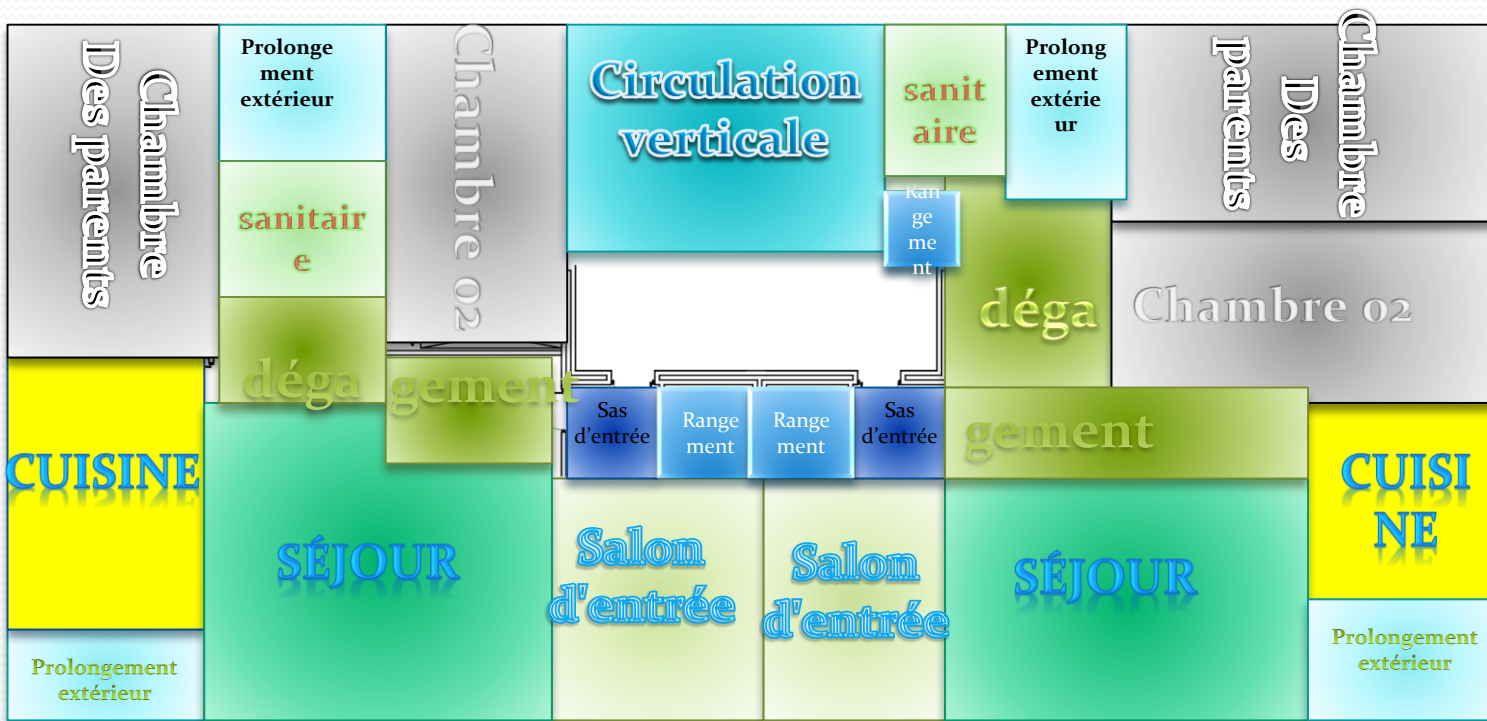 Chambre
Des parents
Prolonge
ment
extérieur
Chambre 02
Circulation
verticale
sanit
aire
Prolong
ement
extérie
ur
Chambre
Des
parents
sanitair
e
Ran
ge
me
nt
déga
Chambre 02
déga
gement
Sas
d'entrée
Range
ment
Range
ment
Sas
d'entrée
gement
CUISINE
CUISI
NE
SÉJOUR
Salon
d'entrée
Salon
d'entrée
SÉJOUR
Prolongement
extérieur
Prolongement
extérieur